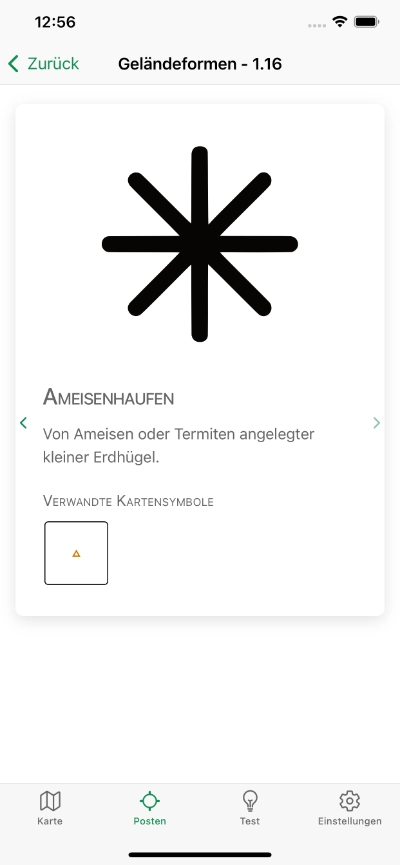 12:56
Zurück
Geländeformen - 1.16
Ameisenhaufen
Von Ameisen oder Termiten angelegter
kleiner Erdhügel.
Verwandte Kartensymbole
Karte
Posten
Test
Einstellungen